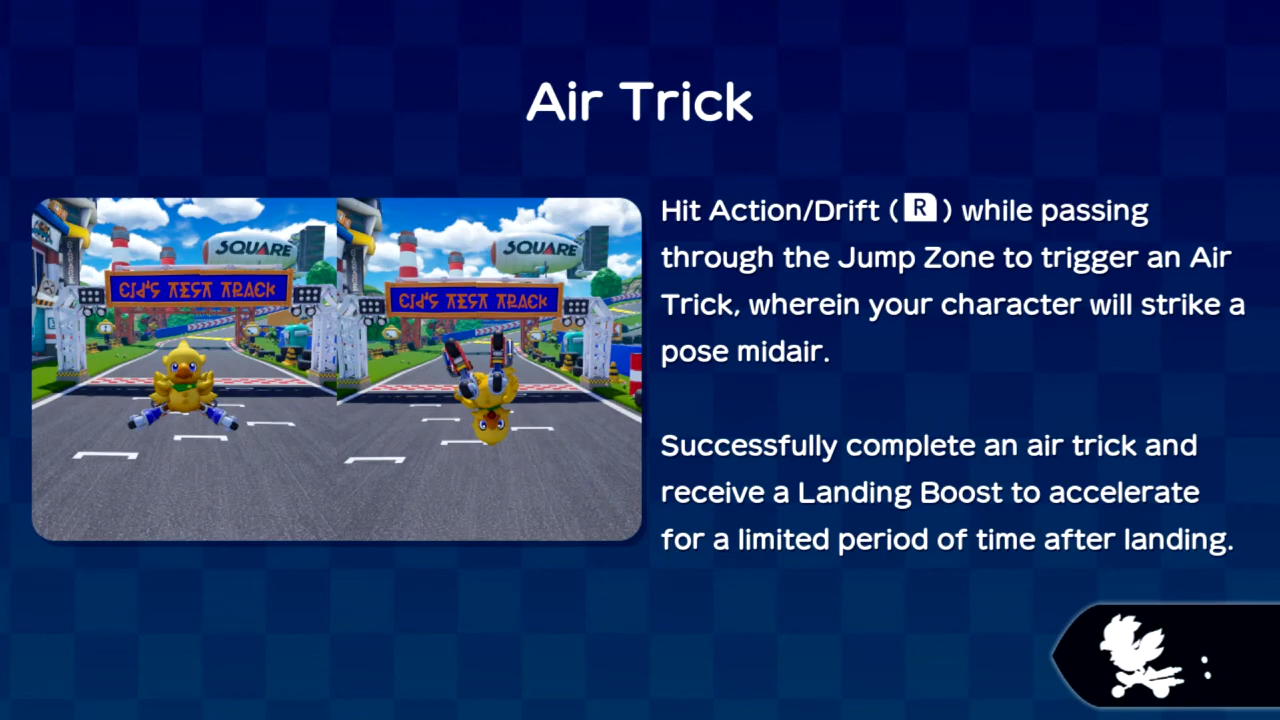 Air Trick
SQUARE
SQUARE
CID'S TEST TRACK
CID'S TEST TRACK
Hit Action/Drift (R) while passing
through the Jump Zone to trigger an Air
Trick, wherein your character will strike a
pose midair.
Successfully complete an air trick and
receive a Landing Boost to accelerate
for a limited period of time after landing.